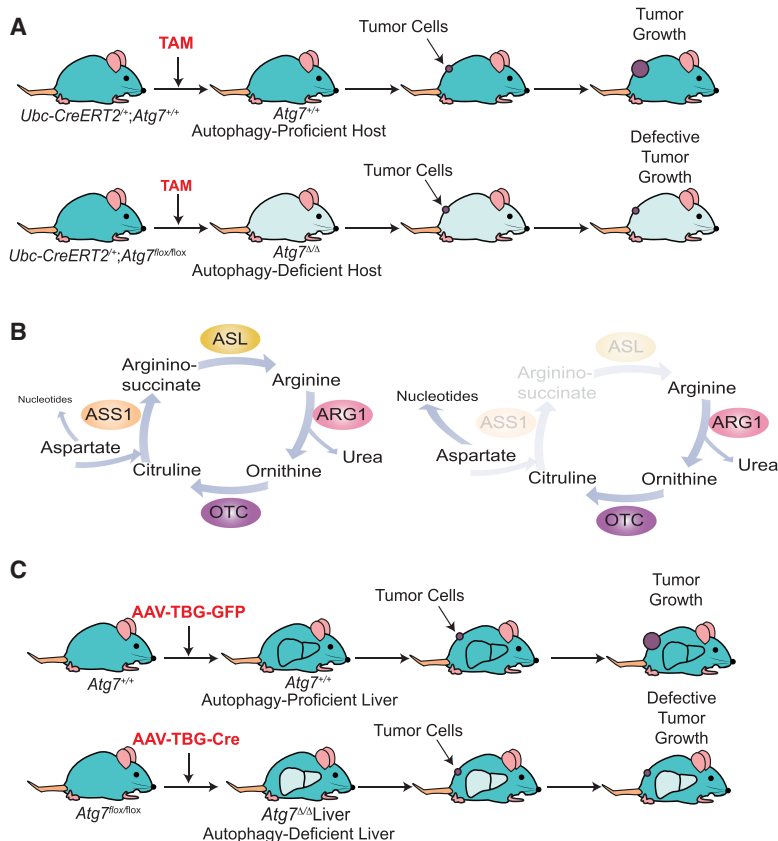 A
TAM
Tumor Cells
Tumor
Growth
Ubc-CreERT2/+;Atg7+/+
Atg7+/+
Autophagy-Proficient Host
TAM
Tumor Cells
Defective
Tumor
Growth
Ubc-CreERT2/+;Atg7flox/flox
Atg7Δ/Δ
Autophagy-Deficient Host
B
ASL
Arginino-
succinate
Arginine
Nucleotides
ASS1
ARG1
Aspartate
Urea
Citruline
Ornithine
OTC
ASL
Arginino-
succinate
Arginine
Nucleotides
ASS1
ARG1
Aspartate
Urea
Citruline
Ornithine
OTC
C
AAV-TBG-GFP
Tumor Cells
Tumor
Growth
Atg7+/+
Atg7+/+
Autophagy-Proficient Liver
AAV-TBG-Cre
Tumor Cells
Defective
Tumor
Growth
Atg7flox/flox
Atg7Δ/Δ Liver
Autophagy-Deficient Liver